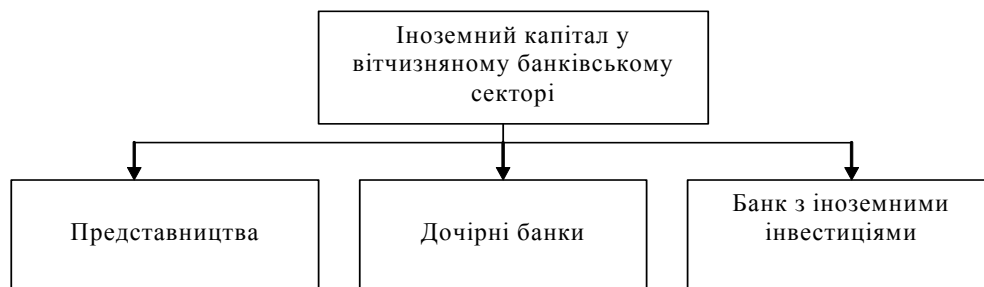 Іноземний капітал у
вітчизняному банківському
секторі
Представництва
Дочірні банки
Банк з іноземними
інвестиціями